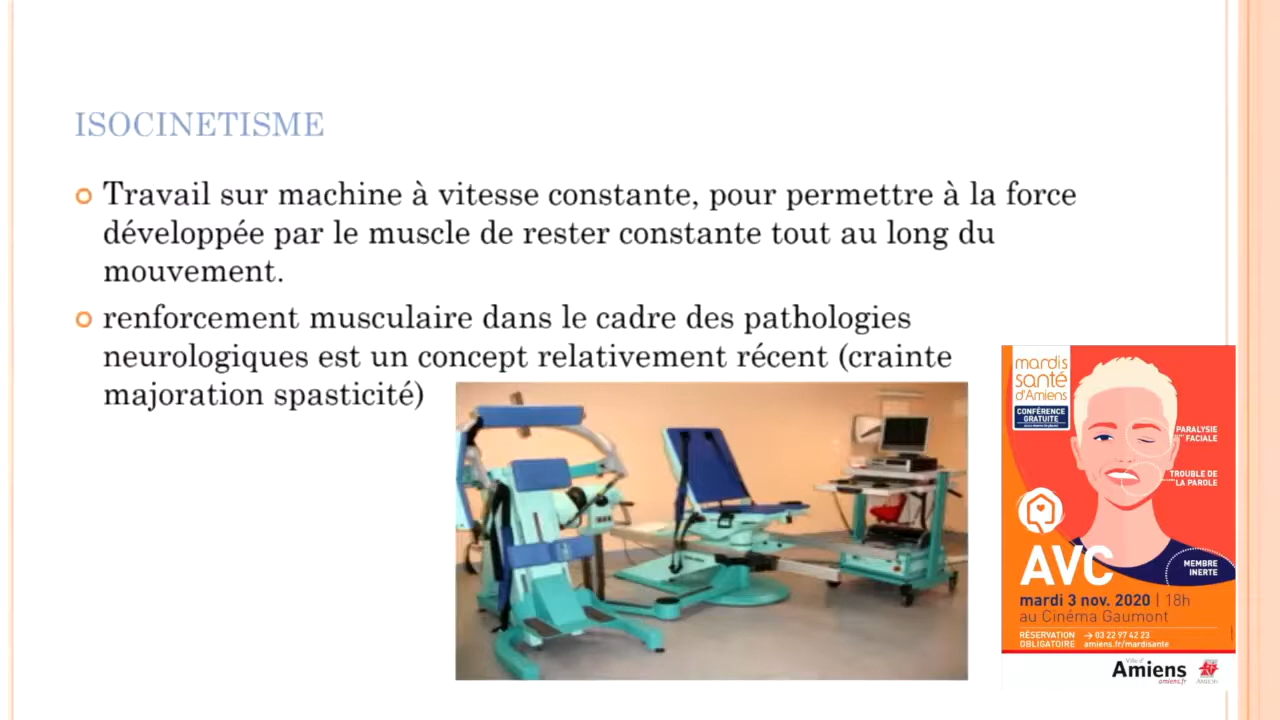 ISOCINETISME
Travail sur machine à vitesse constante, pour permettre à la force
développée par le muscle de rester constante tout au long du
mouvement.
renforcement musculaire dans le cadre des pathologies
neurologiques est un concept relativement récent (crainte
majoration spasticité)
mardis
santé
d'Amiens
CONFÉRENCE
GRATUITE
PARALYSIE
FACIALE
TROUBLE DE
LA PAROLE
AVC
MEMBRE
INERTE
mardi 3 nov. 2020 | 18h
au Cinéma Gaumont
RÉSERVATION → 03 22 97 42 23
OBLIGATOIRE amiens.fr/mardisante
Ville d'
Amiens
amiens.fr